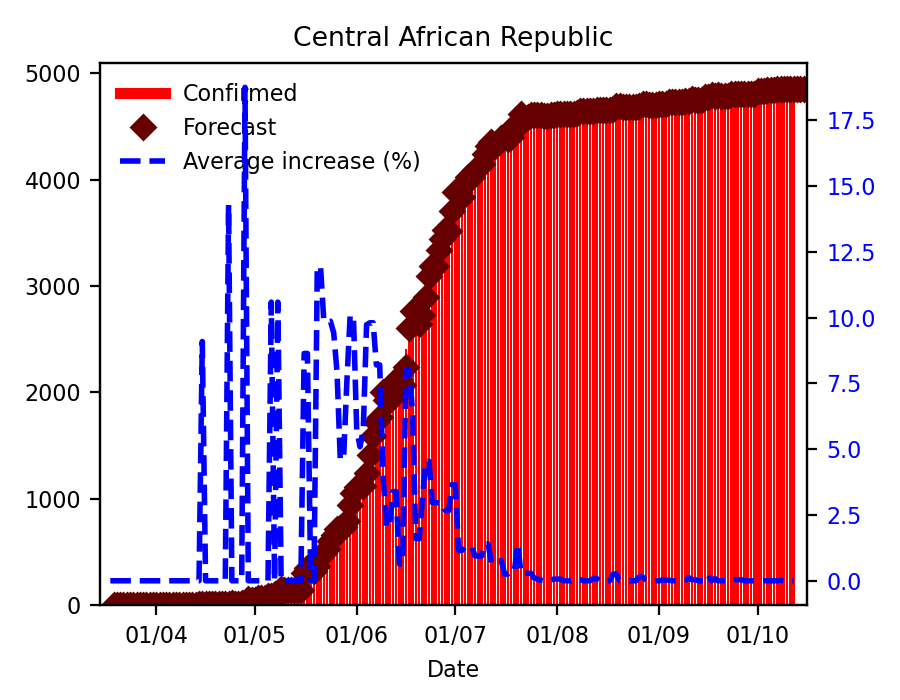 Central African Republic
Confirmed
Forecast
Average increase (%)
5000
4000
3000
2000
1000
0
17.5
15.0
12.5
10.0
7.5
5.0
2.5
0.0
01/04 01/05 01/06 01/07 01/08 01/09 01/10
Date